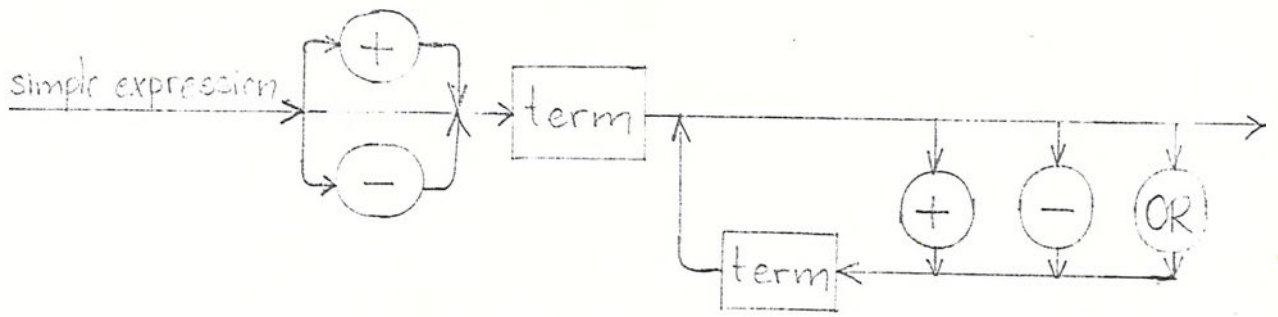 simple expression
+
term
-
+
-
OR
term